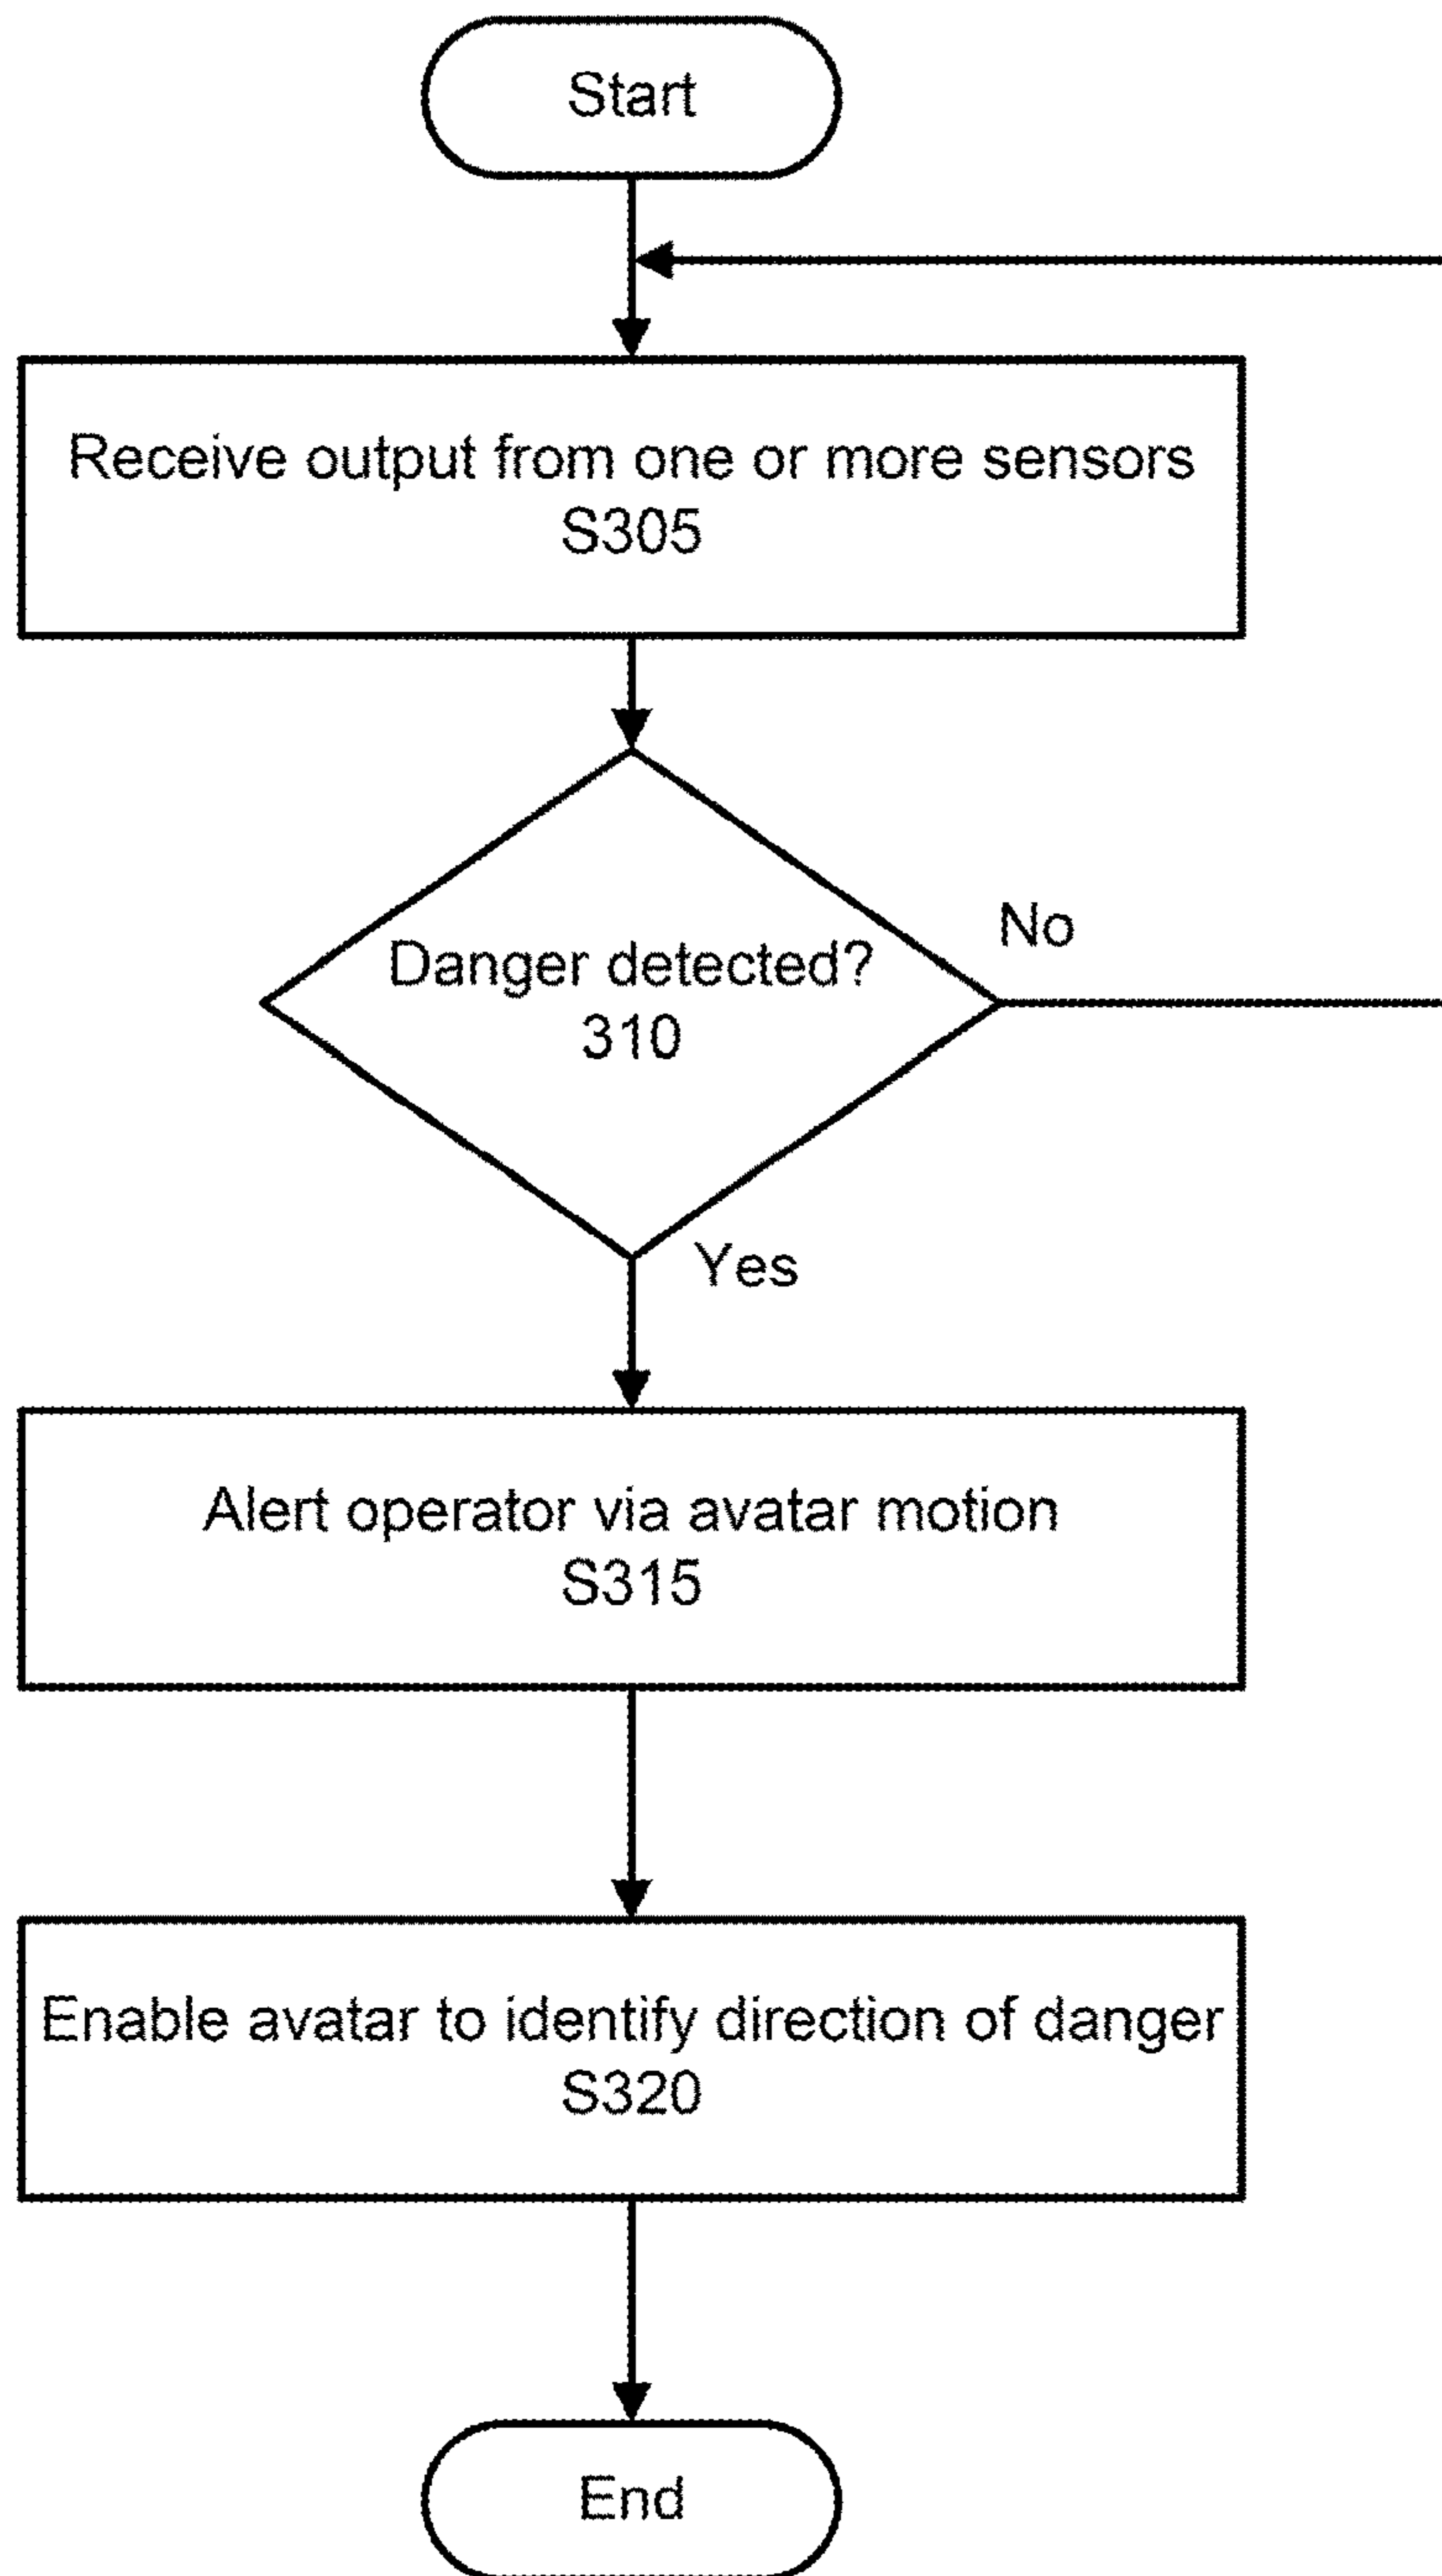 Start
Receive output from one or more sensors
S305
Danger detected?
310
No
Yes
Alert operator via avatar motion
S315
Enable avatar to identify direction of danger
S320
End